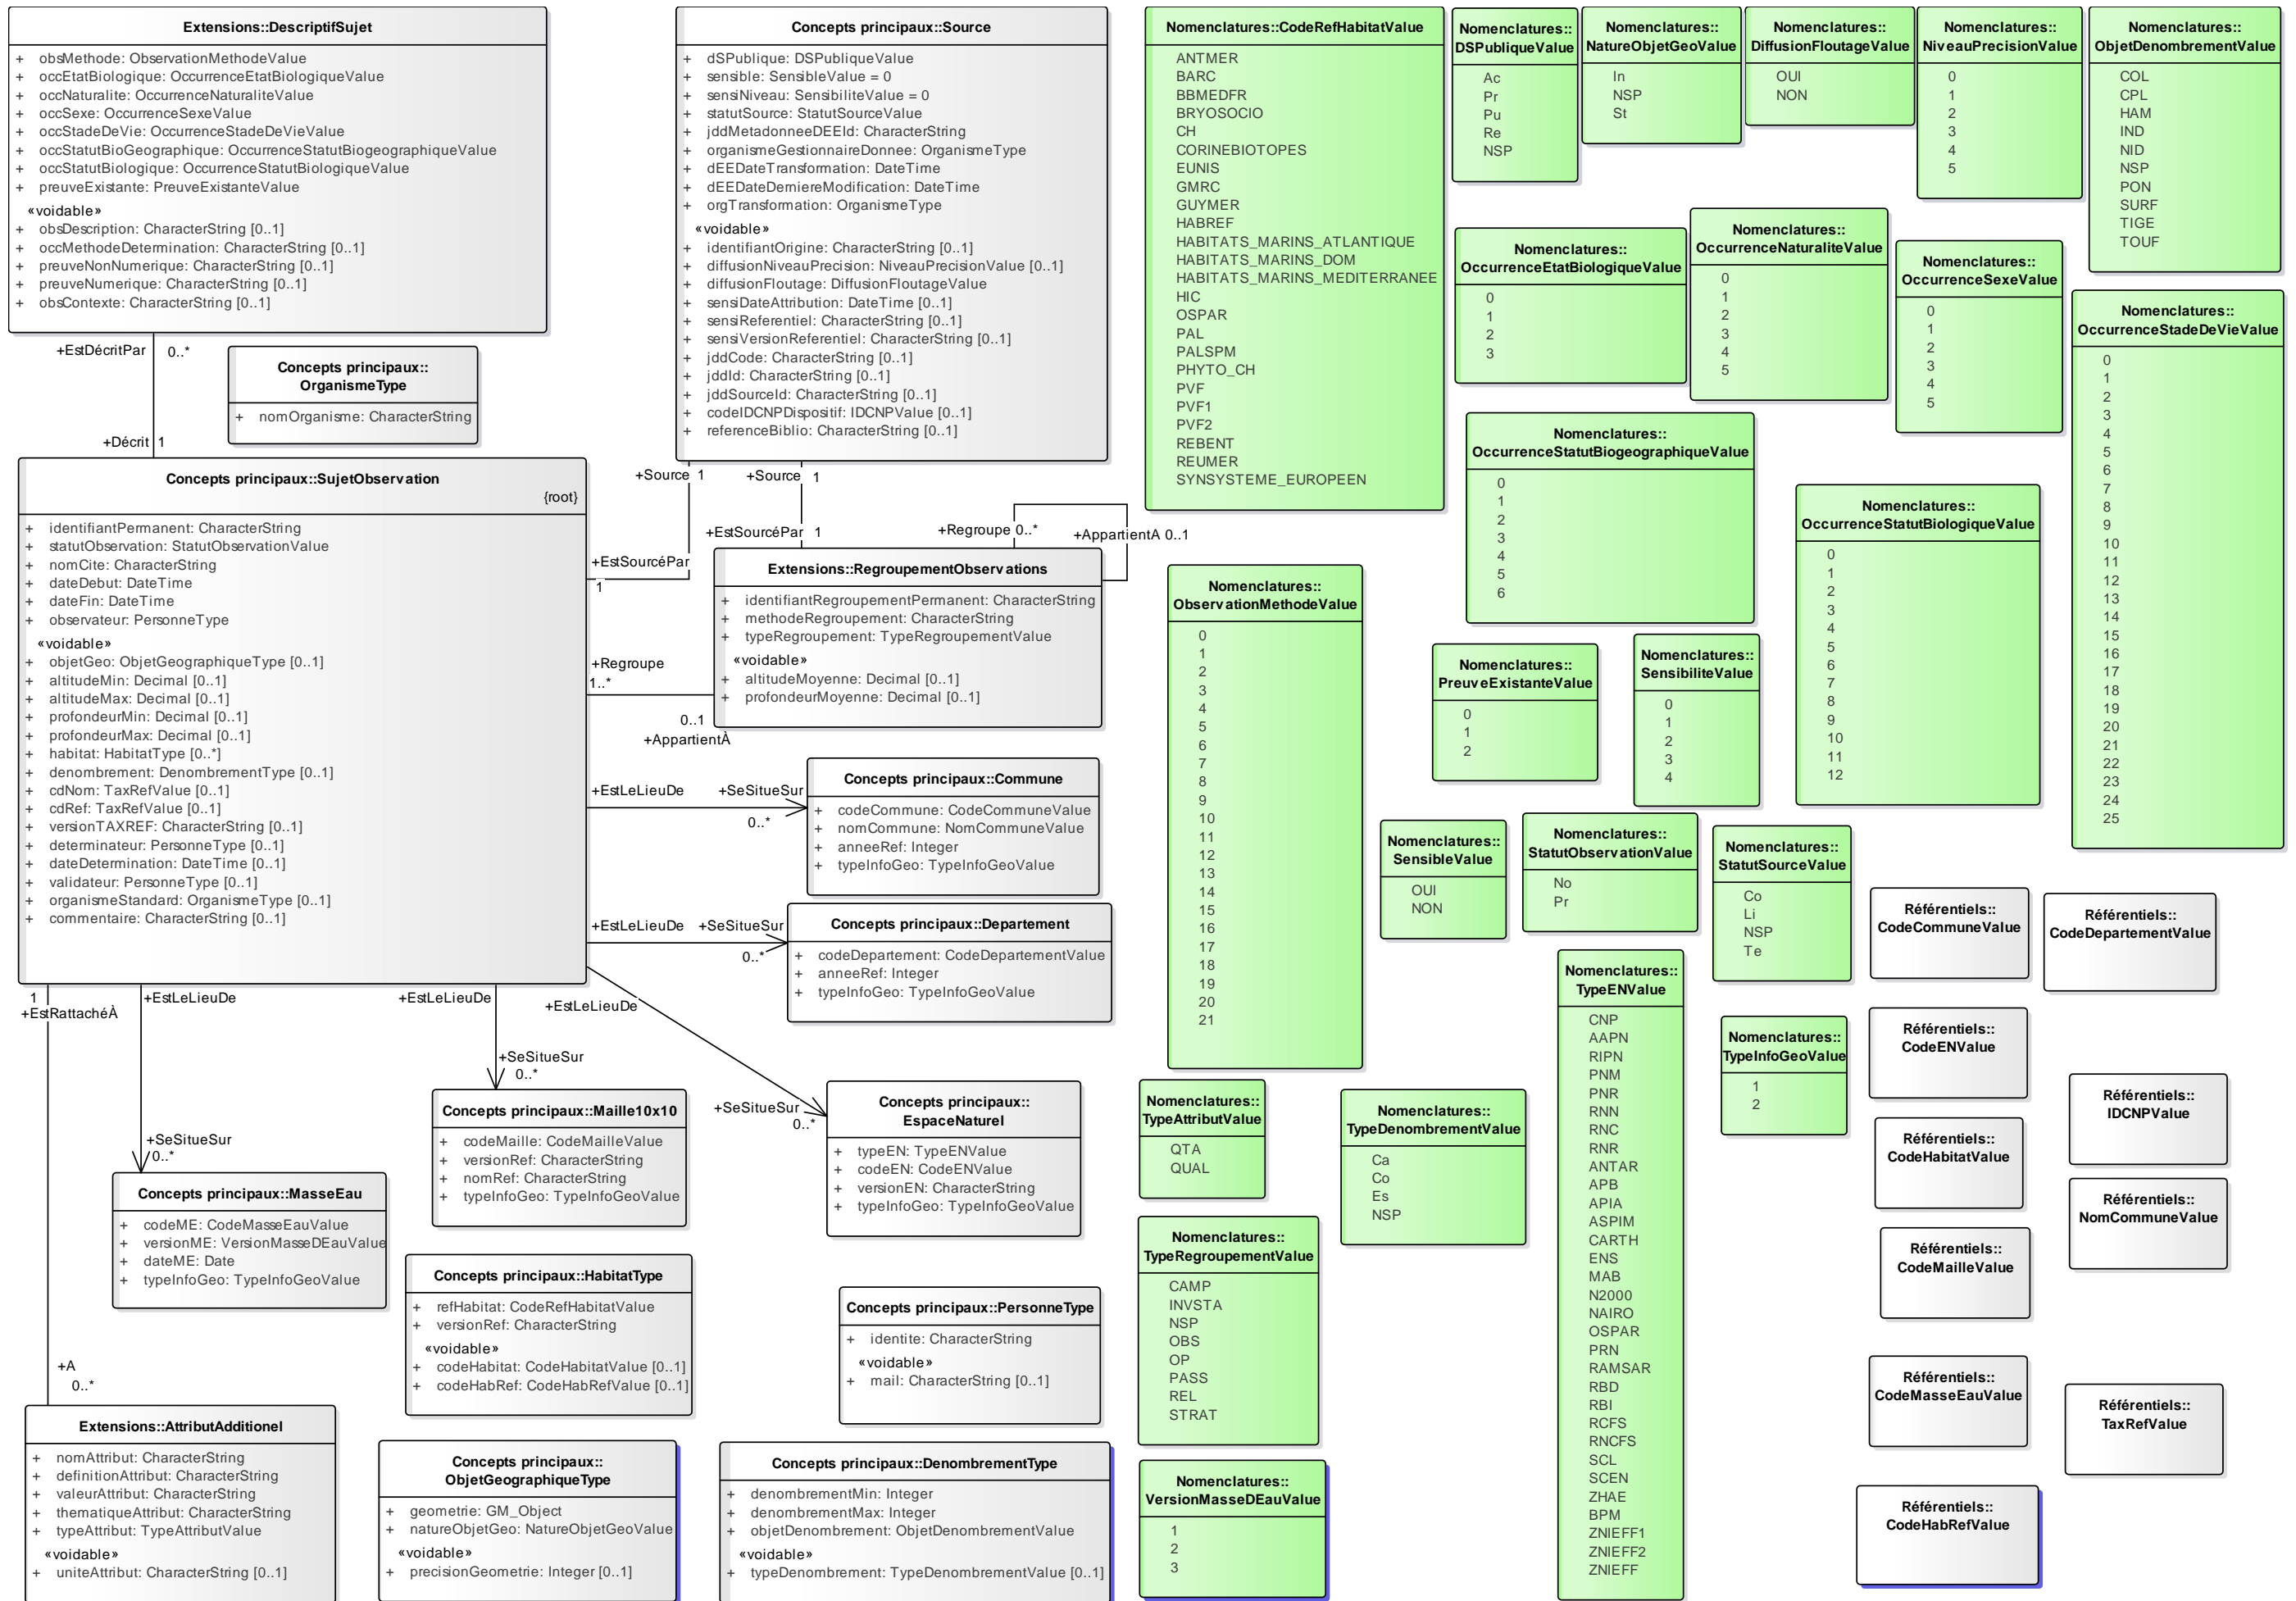 Extensions::DescriptifSujet
+ obsMethode: ObservationMethodeValue
+ occEtatBiologique: OccurrenceEtatBiologiqueValue
+ occNaturalite: OccurrenceNaturaliteValue
+ occSexe: OccurrenceSexeValue
+ occStadeDeVie: OccurrenceStadeDeVieValue
+ occStatutBioGeographique: OccurrenceStatutBiogeographiqueValue
+ occStatutBiologique: OccurrenceStatutBiologiqueValue
+ preuveExistante: PreuveExistanteValue
«voidable»
+ obsDescription: CharacterString [0..1]
+ occMethodeDetermination: CharacterString [0..1]
+ preuveNonNumerique: CharacterString [0..1]
+ preuveNumerique: CharacterString [0..1]
+ obsContexte: CharacterString [0..1]
+EstDécritPar 0..*
+Décrit 1
Concepts principaux::
OrganismeType
+ nomOrganisme: CharacterString
Concepts principaux::Source
+ dSPublique: DSPubliqueValue
+ sensible: SensibleValue = 0
+ sensiNiveau: SensibiliteValue = 0
+ statutSource: StatutSourceValue
+ jddMetadonneeDEEId: CharacterString
+ organismeGestionnaireDonnee: OrganismeType
+ dEEDateTransformation: DateTime
+ dEEDateDerniereModification: DateTime
+ orgTransformation: OrganismeType
«voidable»
+ identifiantOrigine: CharacterString [0..1]
+ diffusionNiveauPrecision: NiveauPrecisionValue [0..1]
+ diffusionFloutage: DiffusionFloutageValue
+ sensiDateAttribution: DateTime [0..1]
+ sensiReferentiel: CharacterString [0..1]
+ sensiVersionReferentiel: CharacterString [0..1]
+ jddCode: CharacterString [0..1]
+ jddId: CharacterString [0..1]
+ jddSourceId: CharacterString [0..1]
+ codeIDCNPDispositif: IDCNPValue [0..1]
+ referenceBiblio: CharacterString [0..1]
+Source 1
+Source 1
+EstSourcéPar 1
+EstSourcéPar
1
+Regroupe 0..*
+AppartientA 0..1
Concepts principaux::SujetObservation
{root}
+ identifiantPermanent: CharacterString
+ statutObservation: StatutObservationValue
+ nomCite: CharacterString
+ dateDebut: DateTime
+ dateFin: DateTime
+ observateur: PersonneType
«voidable»
+ objetGeo: ObjetGeographiqueType [0..1]
+ altitudeMin: Decimal [0..1]
+ altitudeMax: Decimal [0..1]
+ profondeurMin: Decimal [0..1]
+ profondeurMax: Decimal [0..1]
+ habitat: HabitatType [0..*]
+ denombrement: DenombrementType [0..1]
+ cdNom: TaxRefValue [0..1]
+ cdRef: TaxRefValue [0..1]
+ versionTAXREF: CharacterString [0..1]
+ determinateur: PersonneType [0..1]
+ dateDetermination: DateTime [0..1]
+ validateur: PersonneType [0..1]
+ organismeStandard: OrganismeType [0..1]
+ commentaire: CharacterString [0..1]
Extensions::RegroupementObservations
+ identifiantRegroupementPermanent: CharacterString
+ methodeRegroupement: CharacterString
+ typeRegroupement: TypeRegroupementValue
«voidable»
+ altitudeMoyenne: Decimal [0..1]
+ profondeurMoyenne: Decimal [0..1]
+Regroupe
1..*
0..1
+AppartientÀ
+EstLeLieuDe +SeSitueSur
0..*
Concepts principaux::Commune
+ codeCommune: CodeCommuneValue
+ nomCommune: NomCommuneValue
+ anneeRef: Integer
+ typeInfoGeo: TypeInfoGeoValue
+EstLeLieuDe +SeSitueSur
0..*
Concepts principaux::Departement
+ codeDepartement: CodeDepartementValue
+ anneeRef: Integer
+ typeInfoGeo: TypeInfoGeoValue
1
+EstRattachéÀ
+EstLeLieuDe
+EstLeLieuDe
+EstLeLieuDe
+SeSitueSur
0..*
+SeSitueSur
0..*
+SeSitueSur
0..*
Concepts principaux::MasseEau
+ codeME: CodeMasseEauValue
+ versionME: VersionMasseDEauValue
+ dateME: Date
+ typeInfoGeo: TypeInfoGeoValue
Concepts principaux::Maille10x10
+ codeMaille: CodeMailleValue
+ versionRef: CharacterString
+ nomRef: CharacterString
+ typeInfoGeo: TypeInfoGeoValue
Concepts principaux::
EspaceNaturel
+ typeEN: TypeENValue
+ codeEN: CodeENValue
+ versionEN: CharacterString
+ typeInfoGeo: TypeInfoGeoValue
Concepts principaux::HabitatType
+ refHabitat: CodeRefHabitatValue
+ versionRef: CharacterString
«voidable»
+ codeHabitat: CodeHabitatValue [0..1]
+ codeHabRef: CodeHabRefValue [0..1]
Concepts principaux::PersonneType
+ identite: CharacterString
«voidable»
+ mail: CharacterString [0..1]
+A
0..*
Extensions::AttributAdditionel
+ nomAttribut: CharacterString
+ definitionAttribut: CharacterString
+ valeurAttribut: CharacterString
+ thematiqueAttribut: CharacterString
+ typeAttribut: TypeAttributValue
«voidable»
+ uniteAttribut: CharacterString [0..1]
Concepts principaux::
ObjetGeographiqueType
+ geometrie: GM_Object
+ natureObjetGeo: NatureObjetGeoValue
«voidable»
+ precisionGeometrie: Integer [0..1]
Concepts principaux::DenombrementType
+ denombrementMin: Integer
+ denombrementMax: Integer
+ objetDenombrement: ObjetDenombrementValue
«voidable»
+ typeDenombrement: TypeDenombrementValue [0..1]
Nomenclatures::CodeRefHabitatValue
ANTMER
BARC
BBMEDFR
BRYOSOCIO
CH
CORINEBIOTOPES
EUNIS
GMRC
GUYMER
HABREF
HABITATS_MARINS_ATLANTIQUE
HABITATS_MARINS_DOM
HABITATS_MARINS_MEDITERRANEE
HIC
OSPAR
PAL
PALSPM
PHYTO_CH
PVF
PVF1
PVF2
REBENT
REUMER
SYNSYSTEME_EUROPEEN
Nomenclatures::
DSPubliqueValue
Ac
Pr
Pu
Re
NSP
Nomenclatures::
NatureObjetGeoValue
In
NSP
St
Nomenclatures::
DiffusionFloutageValue
OUI
NON
Nomenclatures::
NiveauPrecisionValue
0
1
2
3
4
5
Nomenclatures::
ObjetDenombrementValue
COL
CPL
HAM
IND
NID
NSP
PON
SURF
TIGE
TOUF
Nomenclatures::
OccurrenceEtatBiologiqueValue
0
1
2
3
Nomenclatures::
OccurrenceNaturaliteValue
0
1
2
3
4
5
Nomenclatures::
OccurrenceSexeValue
0
1
2
3
4
5
Nomenclatures::
OccurrenceStadeDeVieValue
0
1
2
3
4
5
6
7
8
9
10
11
12
13
14
15
16
17
18
19
20
21
22
23
24
25
Nomenclatures::
OccurrenceStatutBiogeographiqueValue
0
1
2
3
4
5
6
Nomenclatures::
OccurrenceStatutBiologiqueValue
0
1
2
3
4
5
6
7
8
9
10
11
12
Nomenclatures::
ObservationMethodeValue
0
1
2
3
4
5
6
7
8
9
10
11
12
13
14
15
16
17
18
19
20
21
Nomenclatures::
PreuveExistanteValue
0
1
2
Nomenclatures::
SensibiliteValue
0
1
2
3
4
Nomenclatures::
SensibleValue
OUI
NON
Nomenclatures::
StatutObservationValue
No
Pr
Nomenclatures::
StatutSourceValue
Co
Li
NSP
Te
Nomenclatures::
TypeENValue
CNP
AAPN
RIPN
PNM
PNR
RNN
RNC
RNR
ANTAR
APB
APIA
ASPIM
CARTH
ENS
MAB
N2000
NAIRO
OSPAR
PRN
RAMSAR
RBD
RBI
RCFS
RNCFS
SCL
SCEN
ZHAE
BPM
ZNIEFF1
ZNIEFF2
ZNIEFF
Nomenclatures::
TypeInfoGeoValue
1
2
Nomenclatures::
TypeAttributValue
QTA
QUAL
Nomenclatures::
TypeDenombrementValue
Ca
Co
Es
NSP
Nomenclatures::
TypeRegroupementValue
CAMP
INVSTA
NSP
OBS
OP
PASS
REL
STRAT
Nomenclatures::
VersionMasseDEauValue
1
2
3
Référentiels::
CodeCommuneValue
Référentiels::
CodeDepartementValue
Référentiels::
CodeENValue
Référentiels::
IDCNPValue
Référentiels::
CodeHabitatValue
Référentiels::
NomCommuneValue
Référentiels::
CodeMailleValue
Référentiels::
CodeMasseEauValue
Référentiels::
TaxRefValue
Référentiels::
CodeHabRefValue